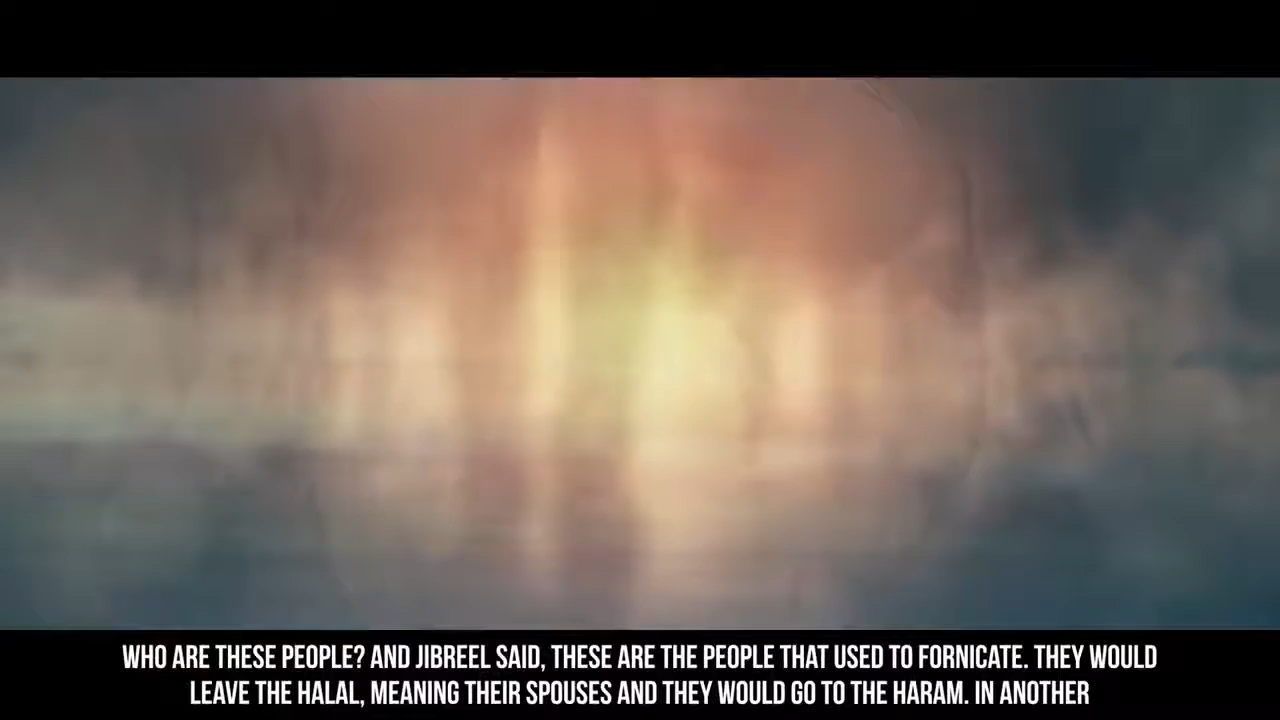 WHO ARE THESE PEOPLE? AND JIBREEL SAID, THESE ARE THE PEOPLE THAT USED TO FORNICATE. THEY WOULD
LEAVE THE HALAL, MEANING THEIR SPOUSES AND THEY WOULD GO TO THE HARAM. IN ANOTHER